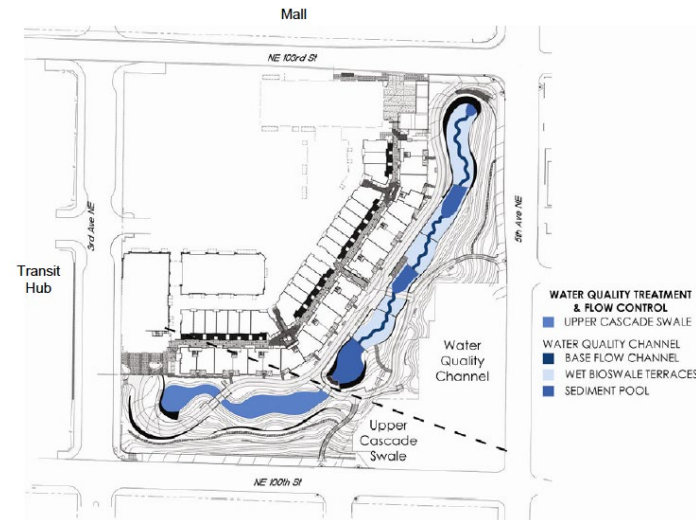 Mall
NE 103rd St
3rd Ave NE
5th Ave NE
Transit
Hub
WATER QUALITY TREATMENT
& FLOW CONTROL
UPPER CASCADE SWALE
WATER QUALITY CHANNEL
BASE FLOW CHANNEL
WET BIOSWALE TERRACES
SEDIMENT POOL
Water
Quality
Channel
Upper
Cascade
Swale
NE 100th St